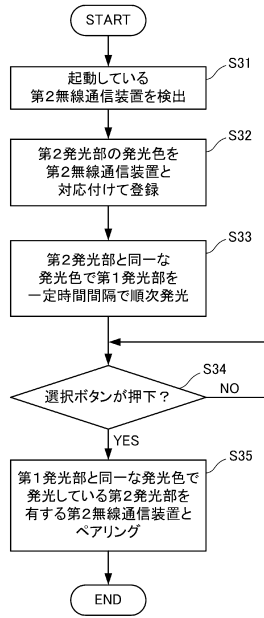 START
S31
起動している
第2無線通信装置を検出
S32
第2発光部の発光色を
第2無線通信装置と
対応付けて登録
S33
第2発光部と同一な
発光色で第1発光部を
一定時間間隔で順次発光
S34
選択ボタンが押下?
NO
YES
S35
第1発光部と同一な発光色で
発光している第2発光部を
有する第2無線通信装置と
ペアリング
END